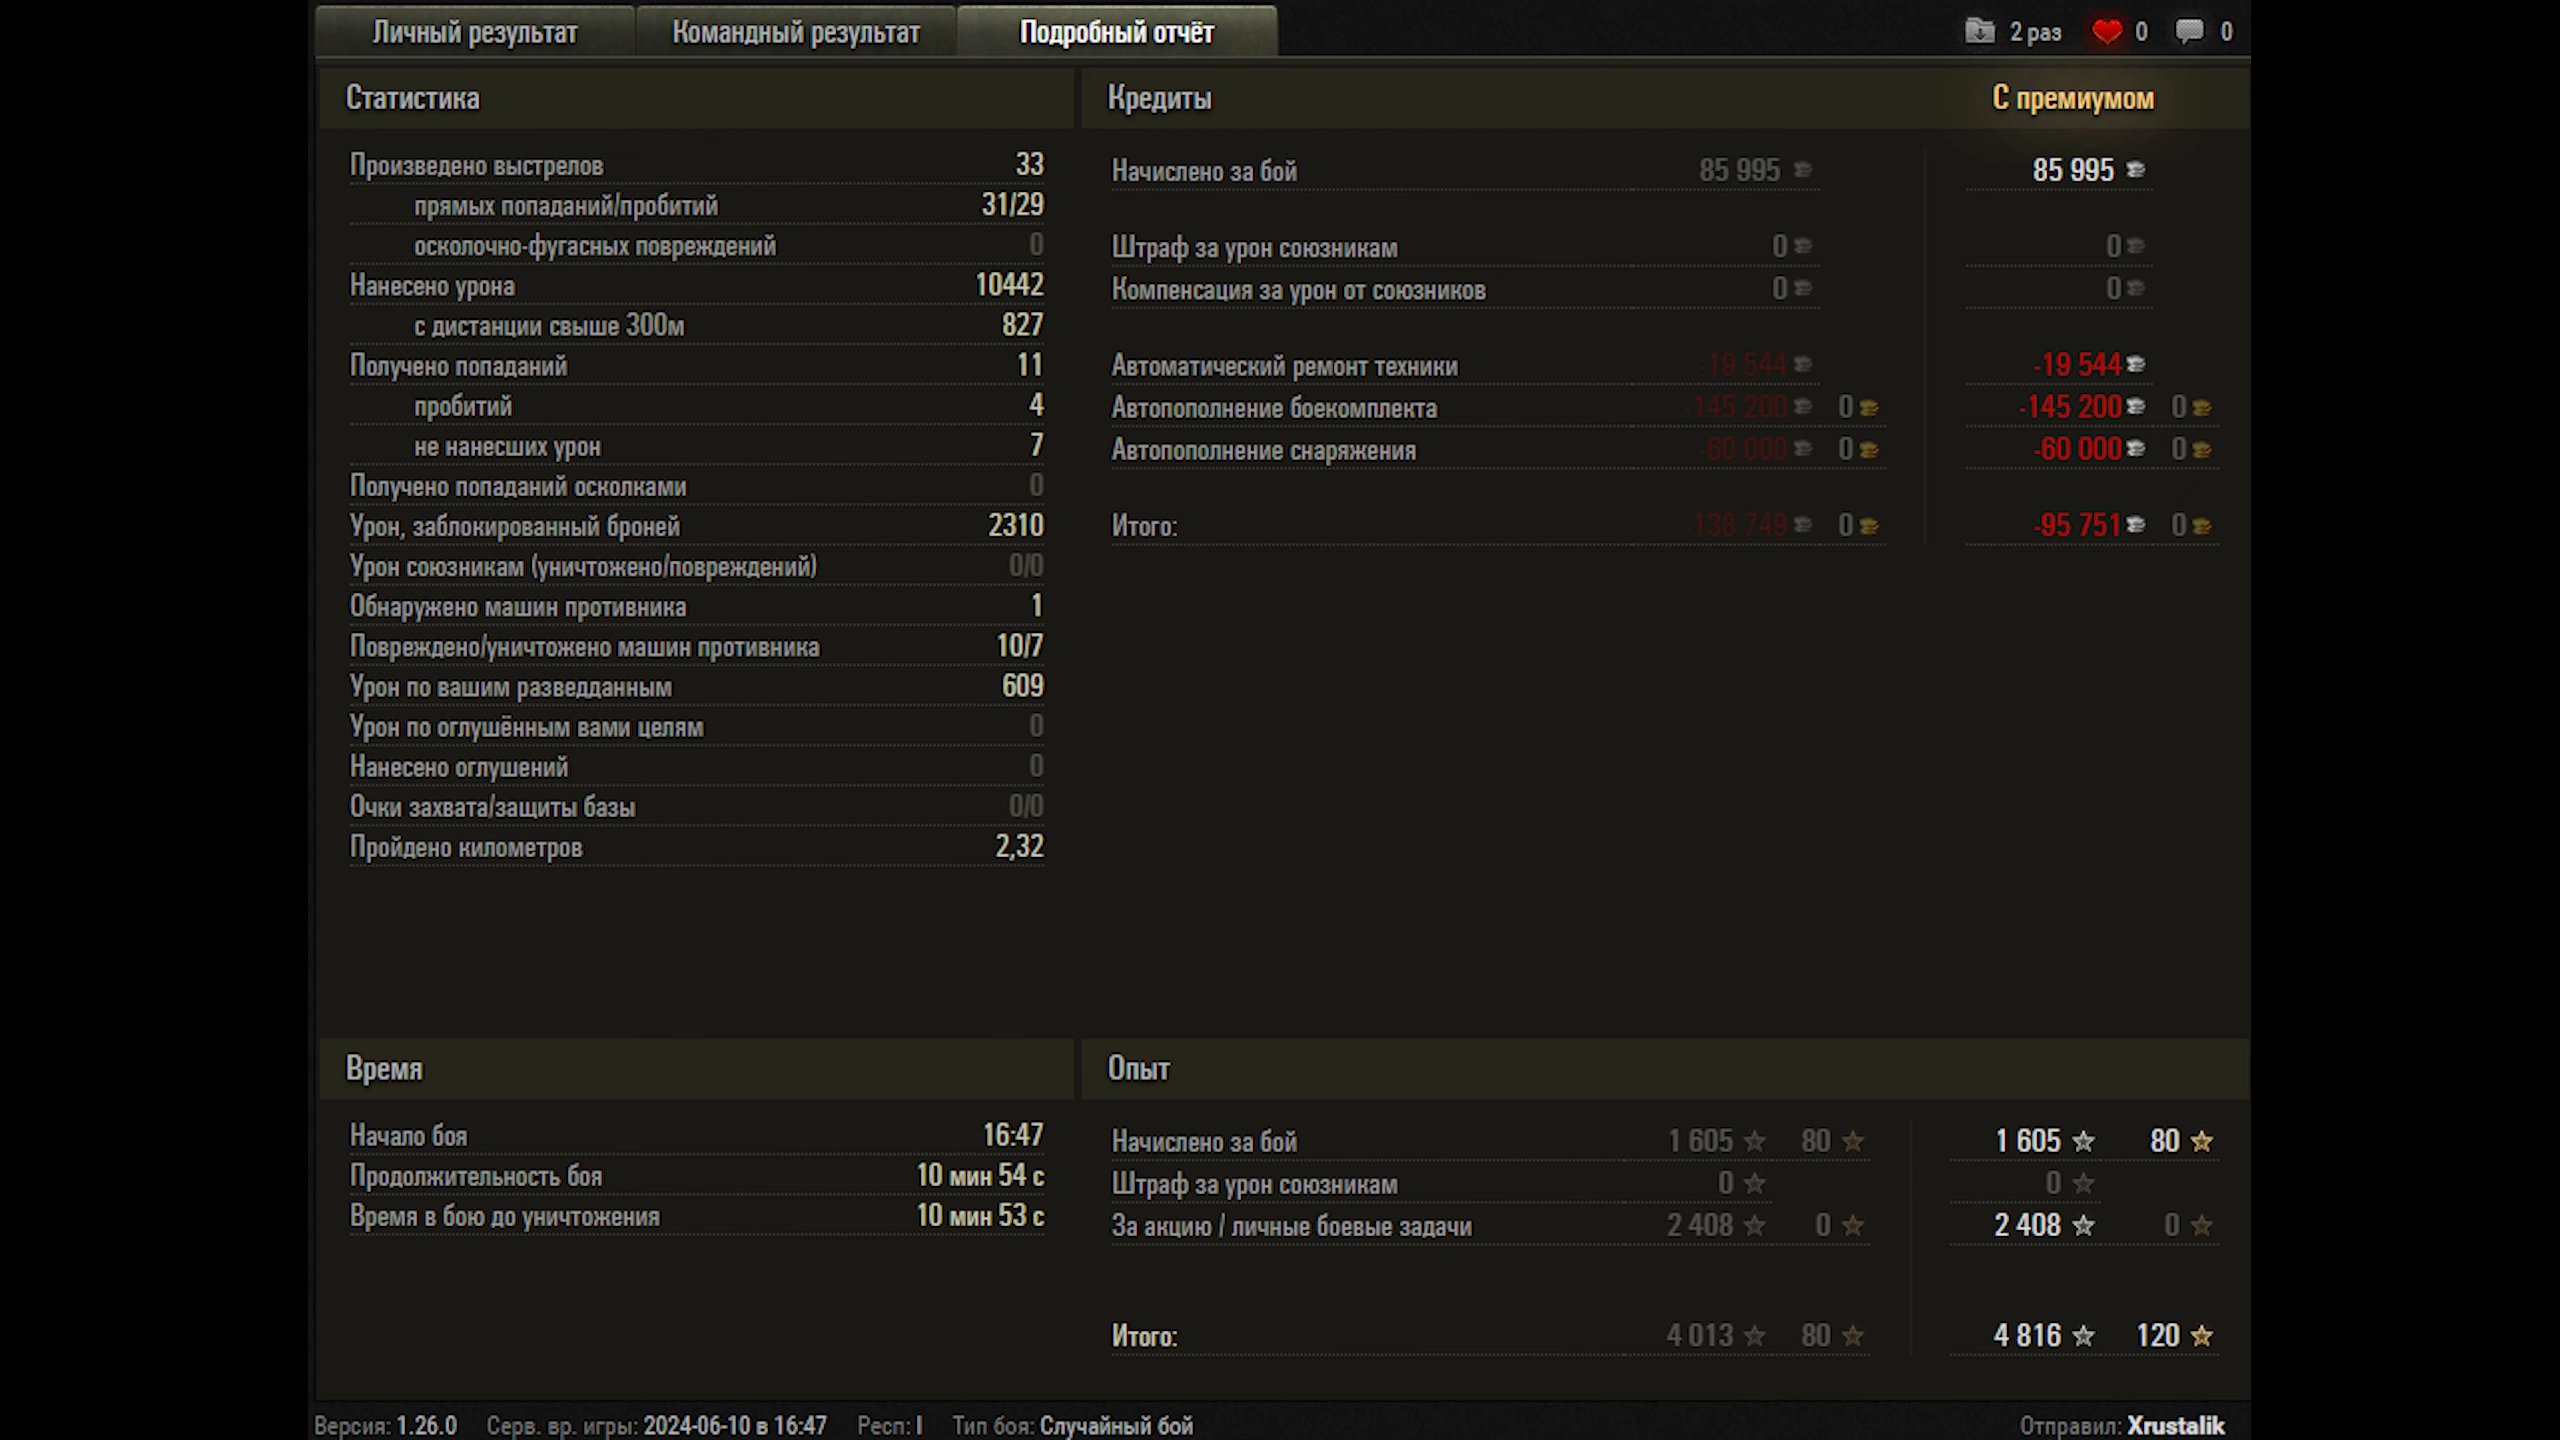 Личный результат Командный результат Подробный отчёт 2 раз 0 0
Статистика
Произведено выстрелов 33
прямых попаданий/пробитий 31/29
осколочно-фугасных повреждений 0
Нанесено урона 10442
с дистанции свыше 300м 827
Получено попаданий 11
пробитий 4
не нанесших урон 7
Получено попаданий осколками 0
Урон, заблокированный броней 2310
Урон союзникам (уничтожено/повреждений) 0/0
Обнаружено машин противника 1
Повреждено/уничтожено машин противника 10/7
Урон по вашим разведданным 609
Урон по оглушённым вами целям 0
Нанесено оглушений 0
Очки захвата/защиты базы 0/0
Пройдено километров 2,32
Кредиты С премиумом
Начислено за бой 85 995 85 995
Штраф за урон союзникам 0 0
Компенсация за урон от союзников 0 0
Автоматический ремонт техники -19 544 -19 544
Автопополнение боекомплекта -145 200 0 -145 200 0
Автопополнение снаряжения -60 000 0 -60 000 0
Итого: -138 749 0 -95 751 0
Время
Начало боя 16:47
Продолжительность боя 10 мин 54 с
Время в бою до уничтожения 10 мин 53 с
Опыт
Начислено за бой 1 605 80 1 605 80
Штраф за урон союзникам 0 0
За акцию / личные боевые задачи 2 408 0 2 408 0
Итого: 4 013 80 4 816 120
Версия: 1.26.0 Серв. вр. игры: 2024-06-10 в 16:47 Респ: I Тип боя: Случайный бой Отправил: Xrustalik